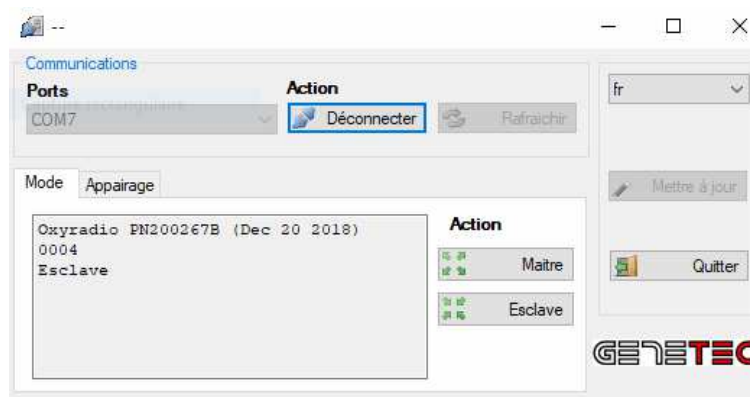 --
Communications
Ports
Action
fr
COM7
Déconnecter
Rafraichir
Mode
Appairage
Mettre à jour
Oxyradio PN200267B (Dec 20 2018)
0004
Esclave
Action
Maitre
Quitter
Esclave
GENETEC